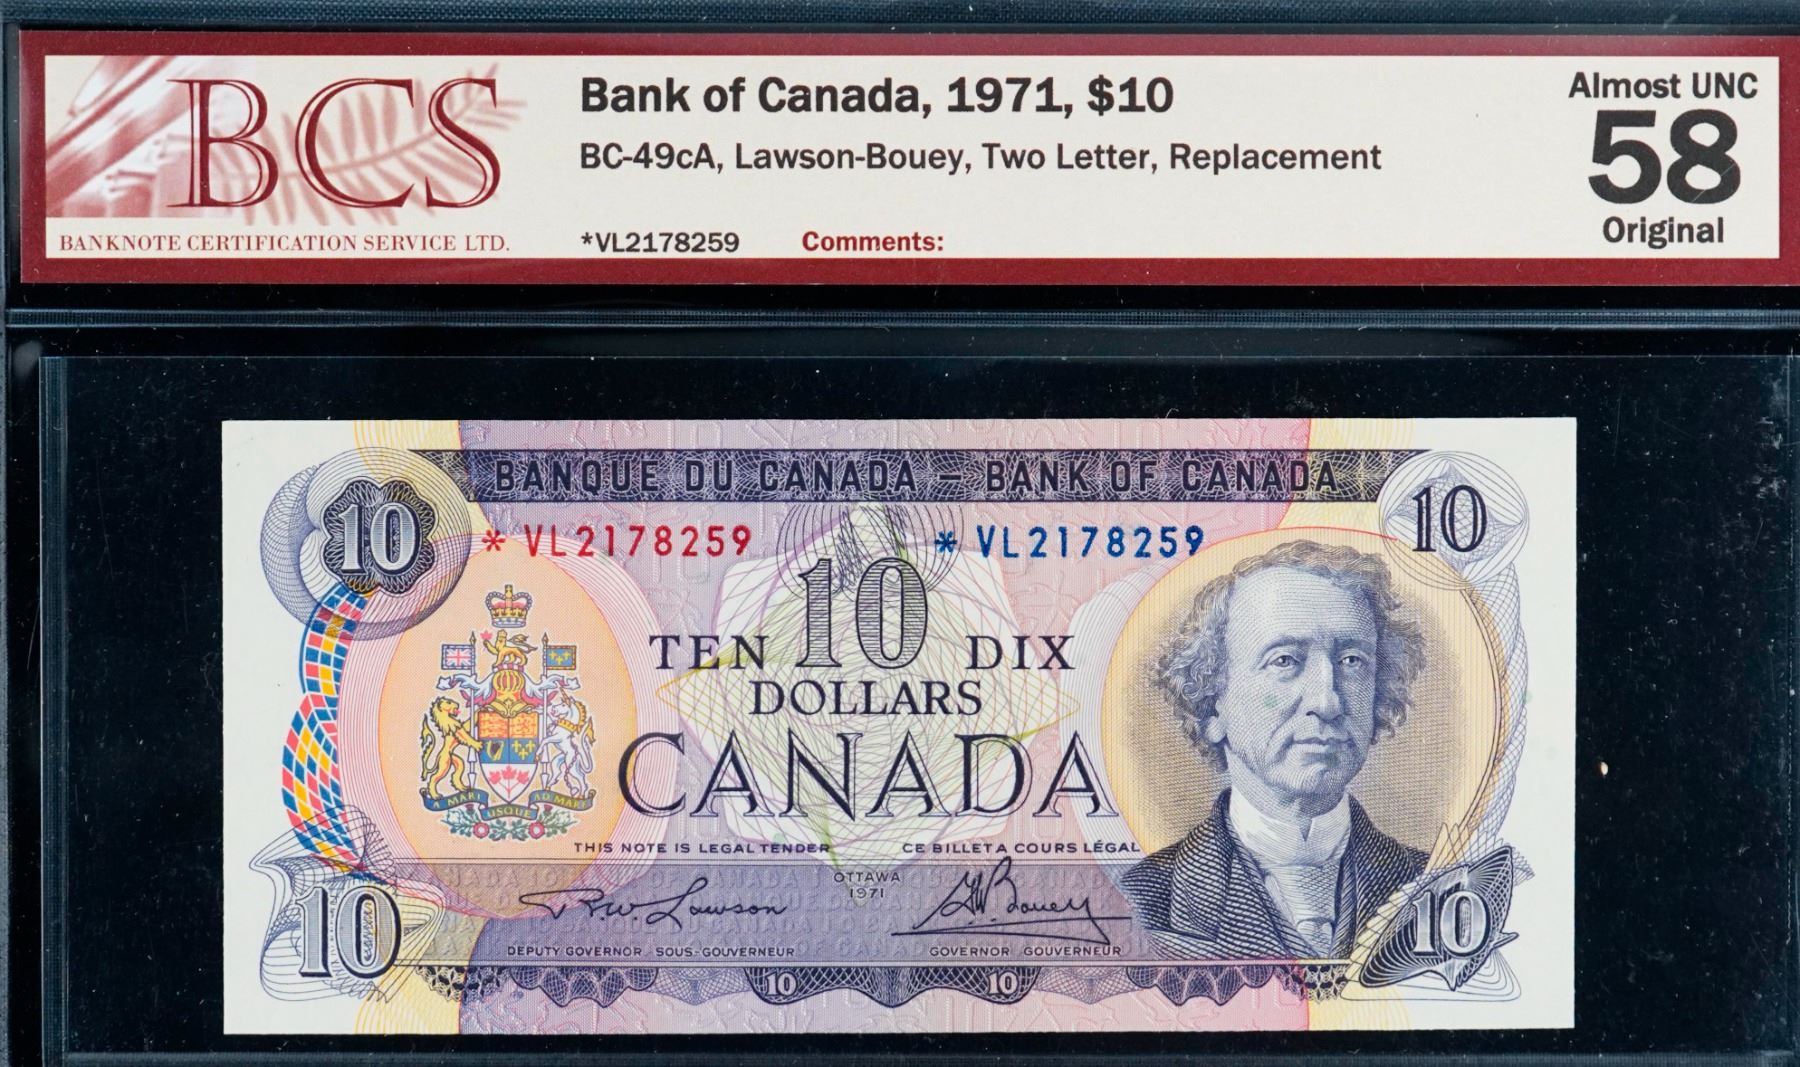 BCS
BANKNOTE CERTIFICATION SERVICE LTD.
Bank of Canada, 1971, $10
BC-49cA, Lawson-Bouey, Two Letter, Replacement
*VL2178259 Comments:
Almost UNC
58
Original
BANQUE DU CANADA – BANK OF CANADA
10 10
* VL2178259 * VL2178259
TEN 10 DIX
DOLLARS
CANADA
A MARI USQUE AD MARE
THIS NOTE IS LEGAL TENDER CE BILLET A COURS LÉGAL
OTTAWA
1971
R.W. Lawson G.K. Bouey
DEPUTY GOVERNOR SOUS-GOUVERNEUR GOVERNOR GOUVERNEUR
10 10
10 10